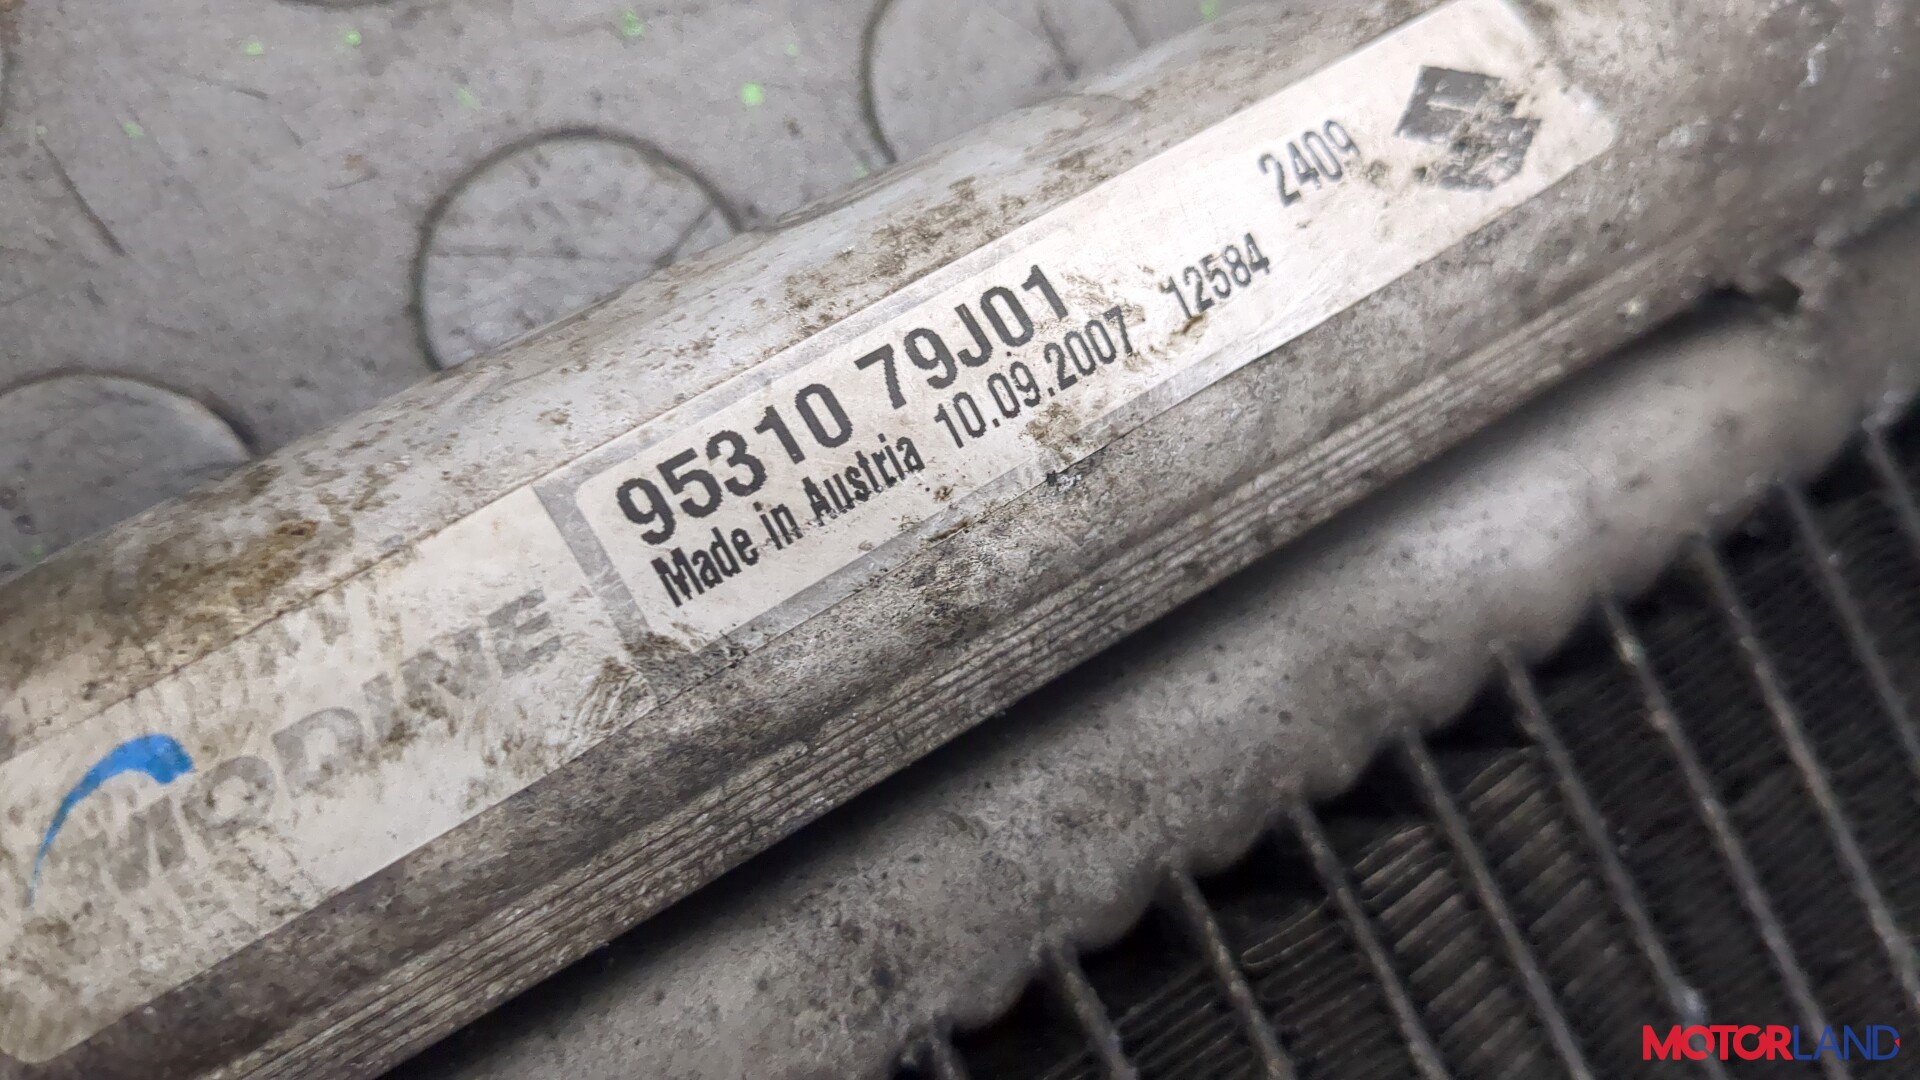 MODINE
95310 79J01
Made in Austria 10.09.2007 12584
2409
MOTORLAND